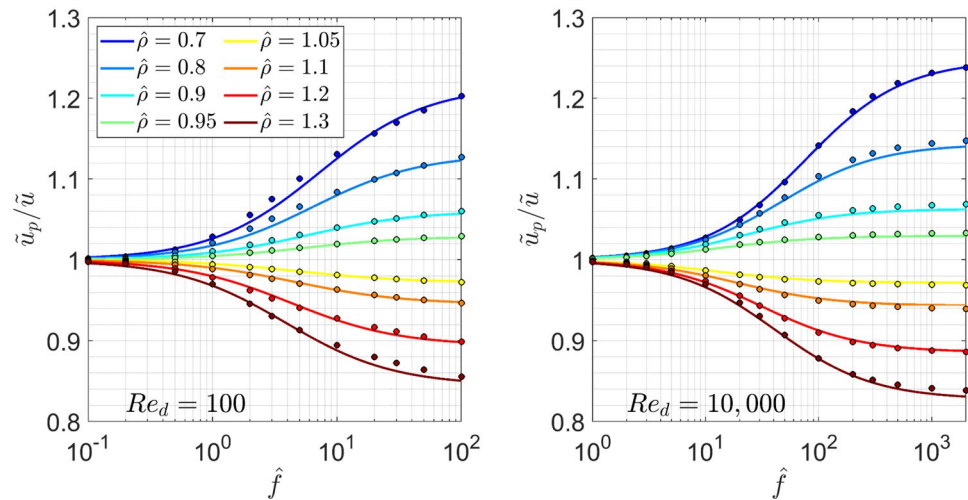 1.3
1.2
1.1
1
0.9
0.8
ũ_p/ũ
ρ̂ = 0.7
ρ̂ = 0.8
ρ̂ = 0.9
ρ̂ = 0.95
ρ̂ = 1.05
ρ̂ = 1.1
ρ̂ = 1.2
ρ̂ = 1.3
Re_d = 100
10^-1 10^0 10^1 10^2
f̂
1.3
1.2
1.1
1
0.9
0.8
ũ_p/ũ
Re_d = 10,000
10^0 10^1 10^2 10^3
f̂